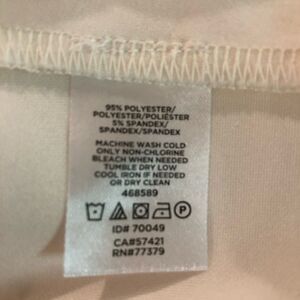 95% POLYESTER/
POLYESTER/POLIÉSTER
5% SPANDEX/
SPANDEX/SPANDEX
MACHINE WASH COLD
ONLY NON-CHLORINE
BLEACH WHEN NEEDED
TUMBLE DRY LOW
COOL IRON IF NEEDED
OR DRY CLEAN
468589
P
ID# 70049
CA#57421
RN#77379